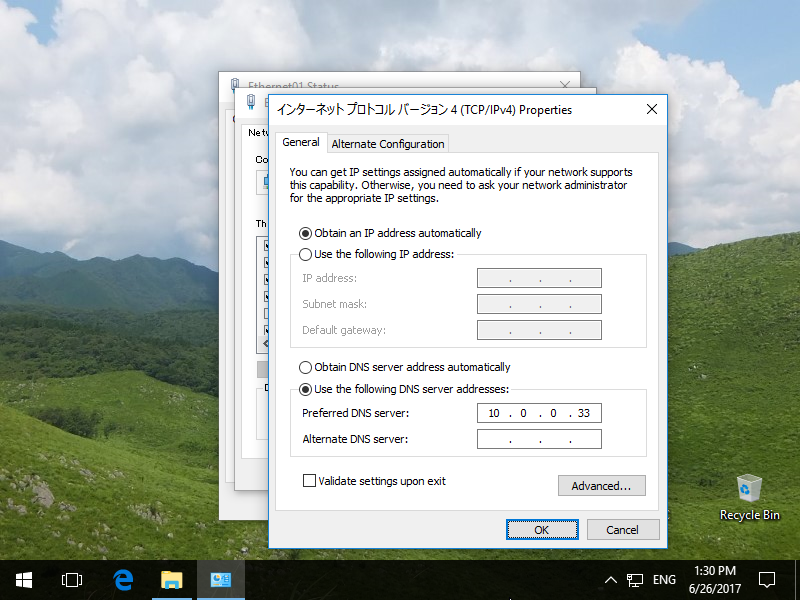 Ethernet01 Status
インターネット プロトコル バージョン 4 (TCP/IPv4) Properties
General
Alternate Configuration
You can get IP settings assigned automatically if your network supports
this capability. Otherwise, you need to ask your network administrator
for the appropriate IP settings.
Obtain an IP address automatically
Use the following IP address:
IP address:
Subnet mask:
Default gateway:
Obtain DNS server address automatically
Use the following DNS server addresses:
Preferred DNS server: 10 . 0 . 0 . 33
Alternate DNS server:
Validate settings upon exit
Advanced...
OK
Cancel
Recycle Bin
ENG
1:30 PM
6/26/2017